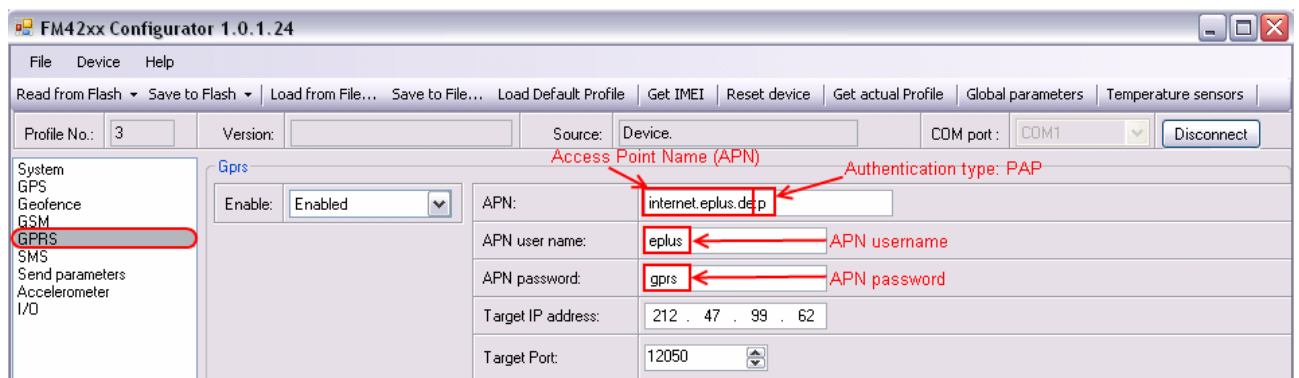 FM42xx Configurator 1.0.1.24
File Device Help
Read from Flash Save to Flash Load from File... Save to File... Load Default Profile Get IMEI Reset device Get actual Profile Global parameters Temperature sensors
Profile No.: 3 Version: Source: Device. COM port : COM1 Disconnect
Access Point Name (APN)
Authentication type: PAP
System
GPS
Geofence
GSM
GPRS
SMS
Send parameters
Accelerometer
I/O
Gprs
Enable: Enabled
APN: internet.eplus.de:p
APN user name: eplus APN username
APN password: gprs APN password
Target IP address: 212 . 47 . 99 . 62
Target Port: 12050